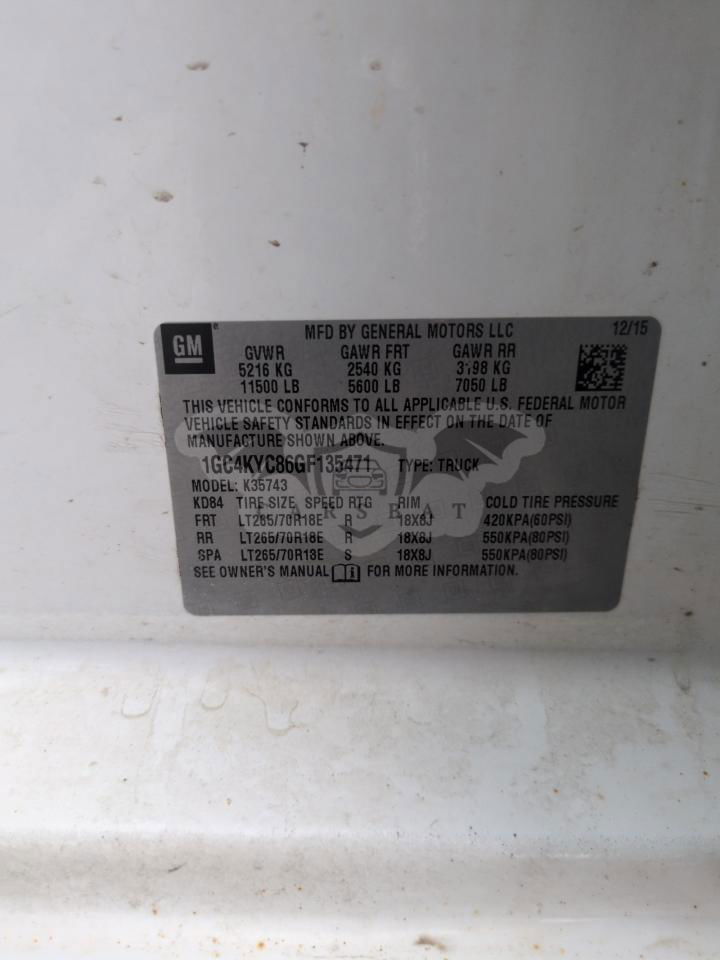 GM
MFD BY GENERAL MOTORS LLC 12/15
GVWR GAWR FRT GAWR RR
5216 KG 2540 KG 3198 KG
11500 LB 5600 LB 7050 LB
THIS VEHICLE CONFORMS TO ALL APPLICABLE U.S. FEDERAL MOTOR
VEHICLE SAFETY STANDARDS IN EFFECT ON THE DATE OF
MANUFACTURE SHOWN ABOVE.
1GC4KYC86GF135471 TYPE: TRUCK
MODEL: K35743
KD84 TIRE SIZE SPEED RTG RIM COLD TIRE PRESSURE
FRT LT265/70R18E R 18X8J 420KPA(60PSI)
RR LT265/70R18E R 18X8J 550KPA(80PSI)
SPA LT265/70R18E S 18X8J 550KPA(80PSI)
SEE OWNER'S MANUAL FOR MORE INFORMATION.
CARSBAT